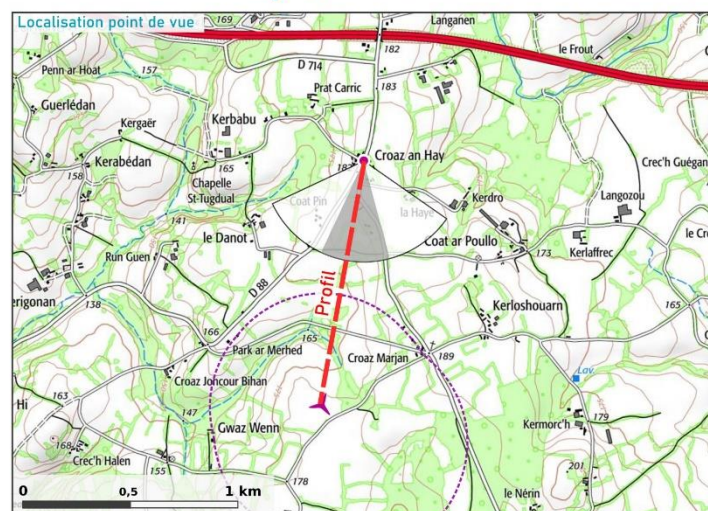 Localisation point de vue
169
Langanen
182
le Frout
D 714
Penn ar Hoat
157
Prat Carric
183
Guerlédan
Kergaër
Kerbabu
Croaz an Hay
Crec'h Guégan
Kerabédan
165
158
Chapelle
St-Tugdual
Kerdro
Langozou
Coat Pin
la Haye
141
le Danot
Coat ar Poullo
le Cr
Run Guen
173
Kerlaffrec
D 88
Profil
erigonan
138
Kerloshouarn
165
166
165
Park ar Merhed
Croaz Marjan
189
Croaz Joncour Bihan
Lav.
163
Hi
147
Gwaz Wenn
179
168
Kermorc'h
Crec'h Halen
155
201
178
le Nérin
0
0,5
1 km